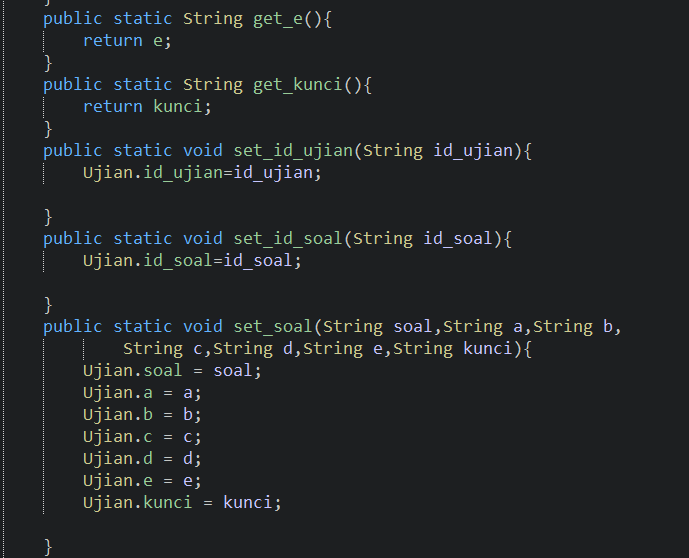 }
public static String get_e(){
return e;
}
public static String get_kunci(){
return kunci;
}
public static void set_id_ujian(String id_ujian){
Ujian.id_ujian=id_ujian;
}
public static void set_id_soal(String id_soal){
Ujian.id_soal=id_soal;
}
public static void set_soal(String soal,String a,String b,
String c,String d,String e,String kunci){
Ujian.soal = soal;
Ujian.a = a;
Ujian.b = b;
Ujian.c = c;
Ujian.d = d;
Ujian.e = e;
Ujian.kunci = kunci;
}